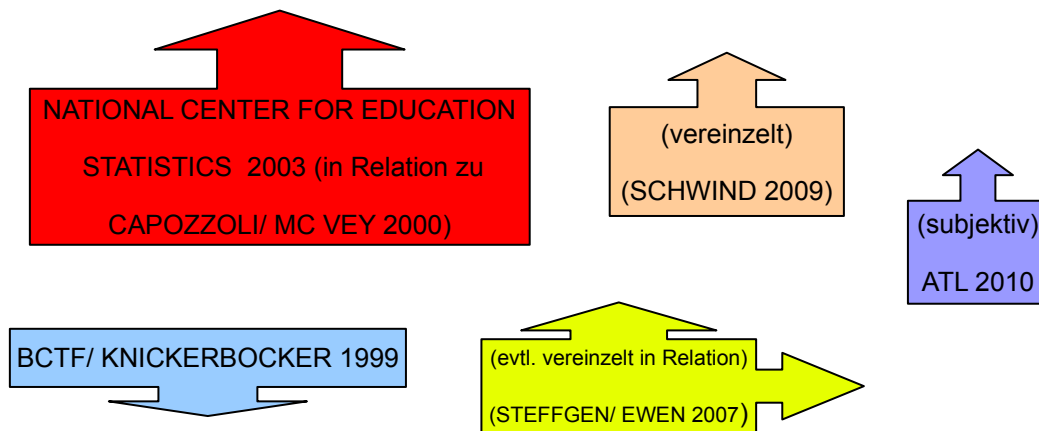 NATIONAL CENTER FOR EDUCATION
STATISTICS 2003 (in Relation zu
CAPOZZOLI/ MC VEY 2000)
(vereinzelt)
(SCHWIND 2009)
(subjektiv)
ATL 2010
BCTF/ KNICKERBOCKER 1999
(evtl. vereinzelt in Relation)
(STEFFGEN/ EWEN 2007)